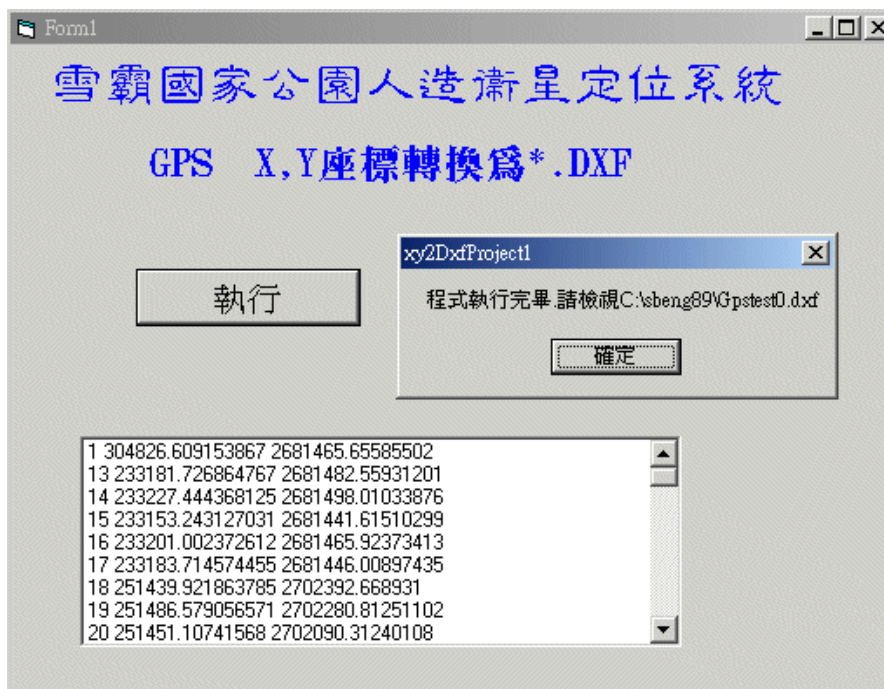 Form1
雪霸國家公園人造衛星定位系統
GPS X,Y座標轉換為*.DXF
xy2DxfProject1
執行
程式執行完畢.請檢視C:\sbeng89\Gpstest0.dxf
確定
1 304826.609153867 2681465.65585502
13 233181.726864767 2681482.55931201
14 233227.444368125 2681498.01033876
15 233153.243127031 2681441.61510299
16 233201.002372612 2681465.92373413
17 233183.714574455 2681446.00897435
18 251439.921863785 2702392.668931
19 251486.579056571 2702280.81251102
20 251451.10741568 2702090.31240108